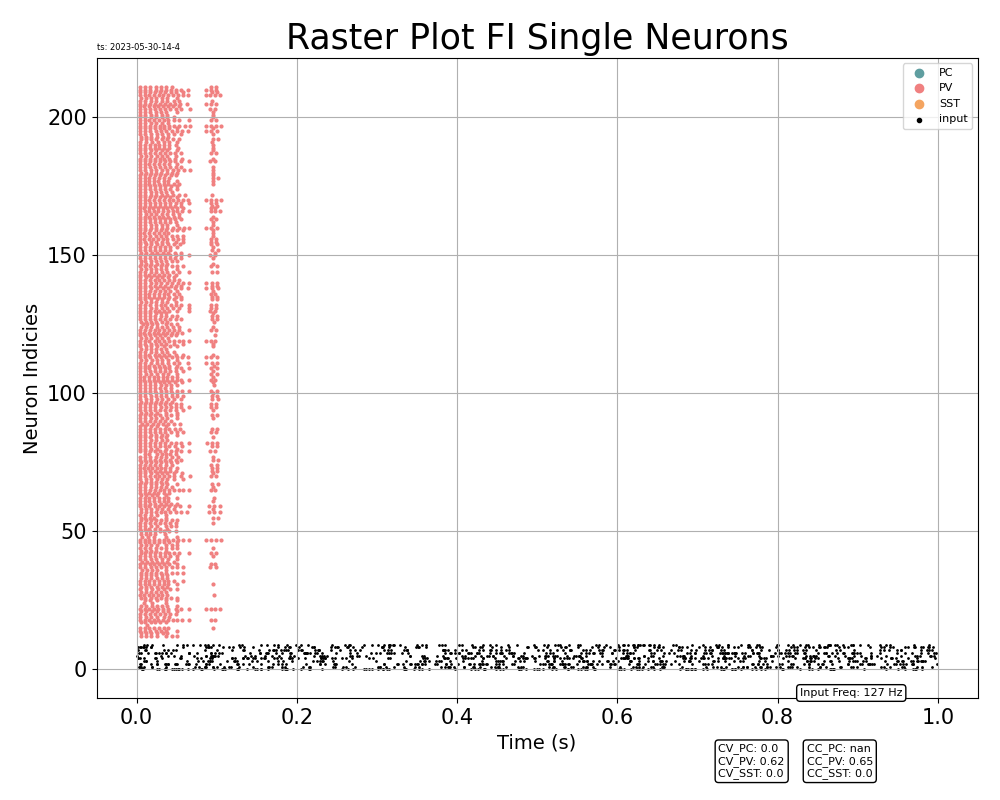 Raster Plot FI Single Neurons
ts: 2023-05-30-14-4
PC
PV
SST
input
Neuron Indicies
200
150
100
50
0
0.0 0.2 0.4 0.6 0.8 1.0
Time (s)
Input Freq: 127 Hz
CV_PC: 0.0
CV_PV: 0.62
CV_SST: 0.0
CC_PC: nan
CC_PV: 0.65
CC_SST: 0.0